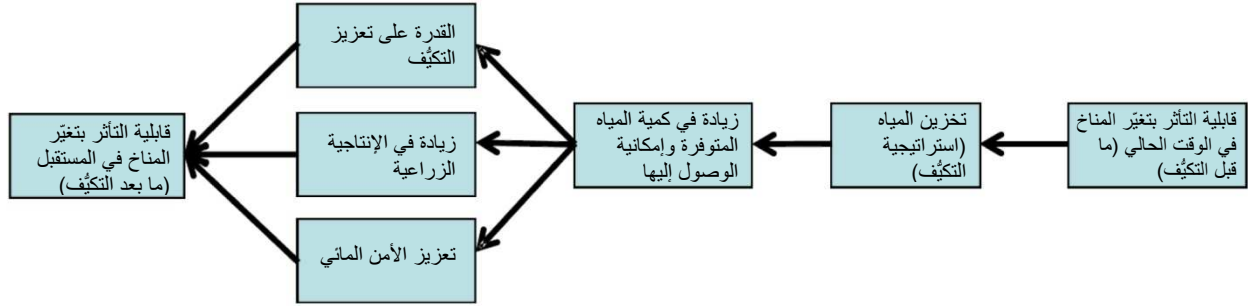 قابلية التأثر بتغيّر المناخ
في الوقت الحالي (ما
قبل التكيُّف)
تخزين المياه
(استراتيجية
التكيُّف)
زيادة في كمية المياه
المتوفرة وإمكانية
الوصول إليها
القدرة على تعزيز
التكيُّف
زيادة في الإنتاجية
الزراعية
تعزيز الأمن المائي
قابلية التأثر بتغيّر
المناخ في المستقبل
(ما بعد التكيُّف)